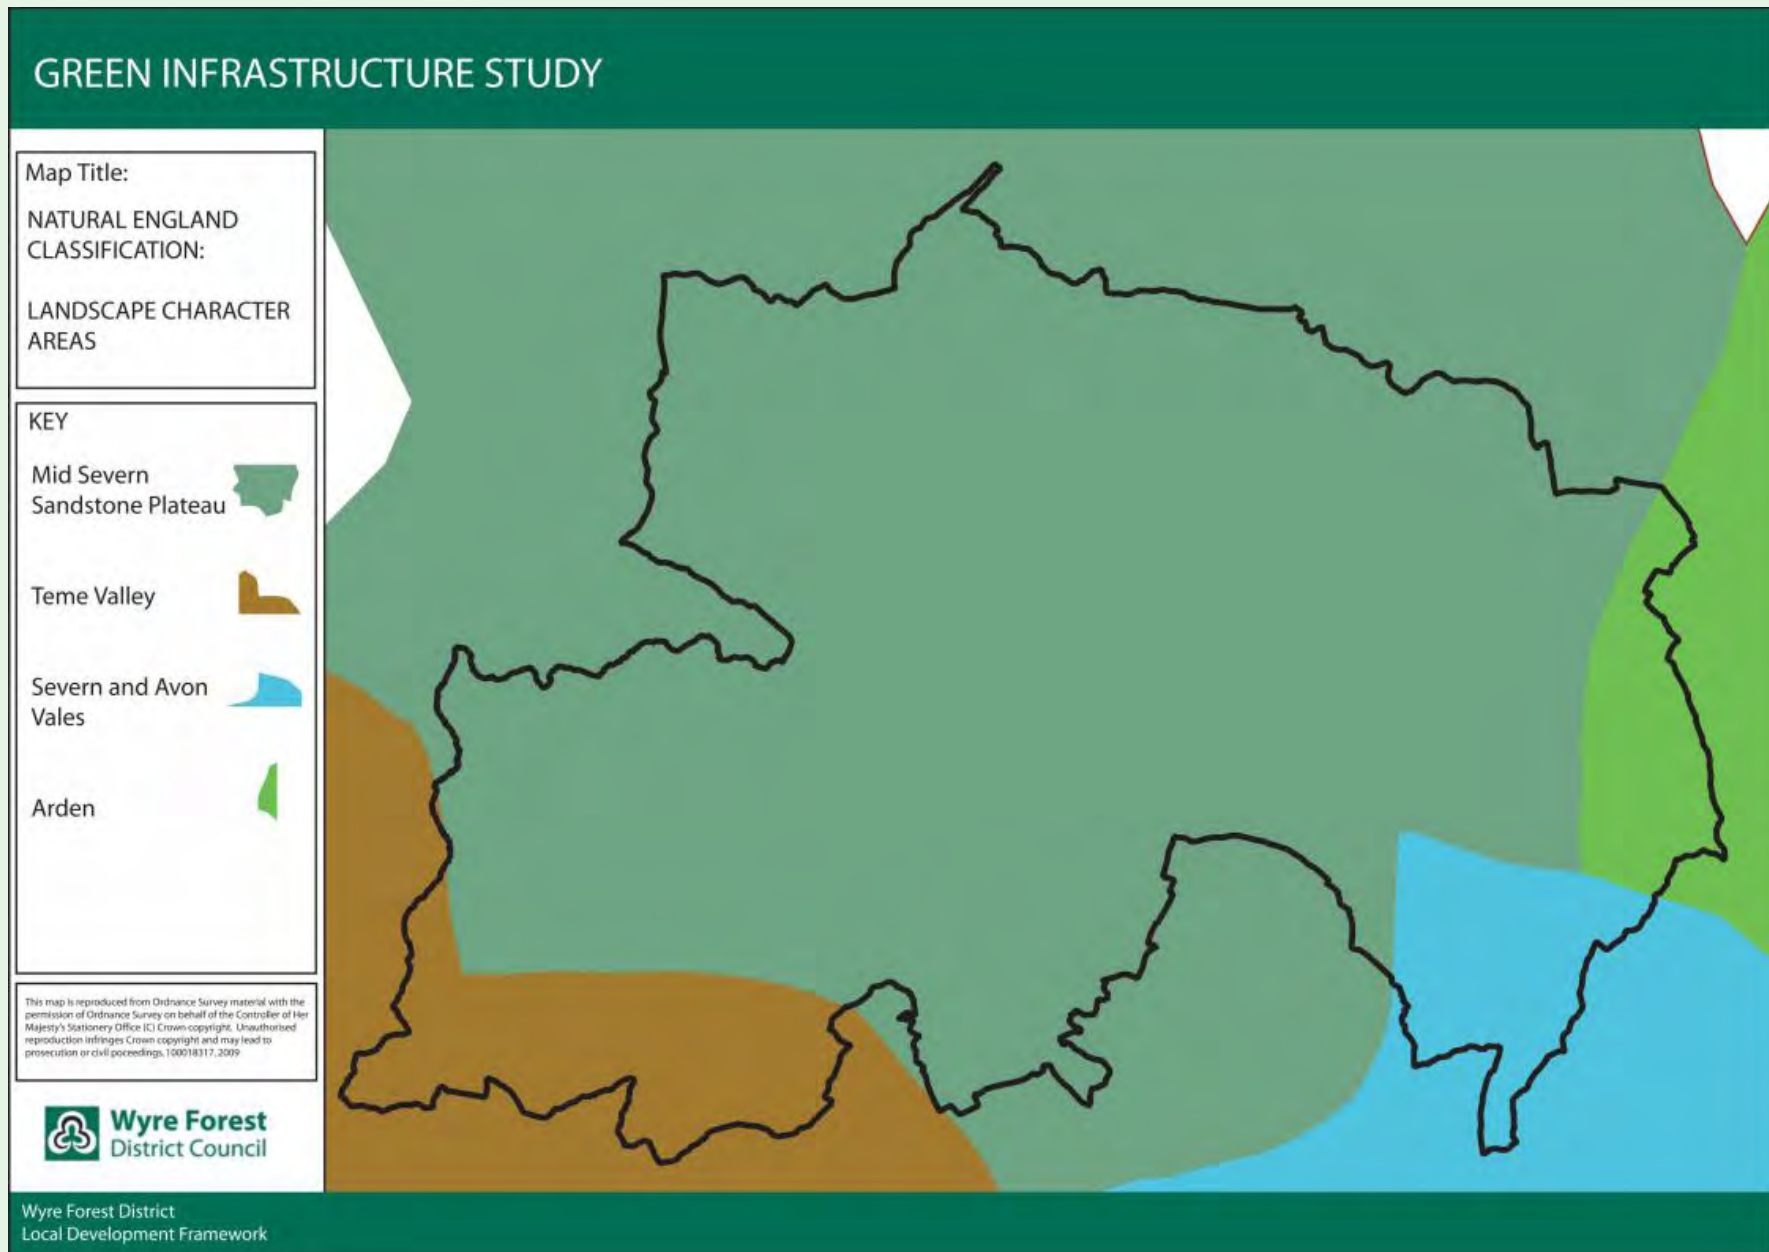 GREEN INFRASTRUCTURE STUDY
Map Title:
NATURAL ENGLAND
CLASSIFICATION:
LANDSCAPE CHARACTER
AREAS
KEY
Mid Severn
Sandstone Plateau
Teme Valley
Severn and Avon
Vales
Arden
This map is reproduced from Ordnance Survey material with the
permission of Ordnance Survey on behalf of the Controller of Her
Majesty's Stationery Office (C) Crown copyright. Unauthorised
reproduction infringes Crown copyright and may lead to
prosecution or civil poceedings, 100018317, 2009
Wyre Forest
District Council
Wyre Forest District
Local Development Framework